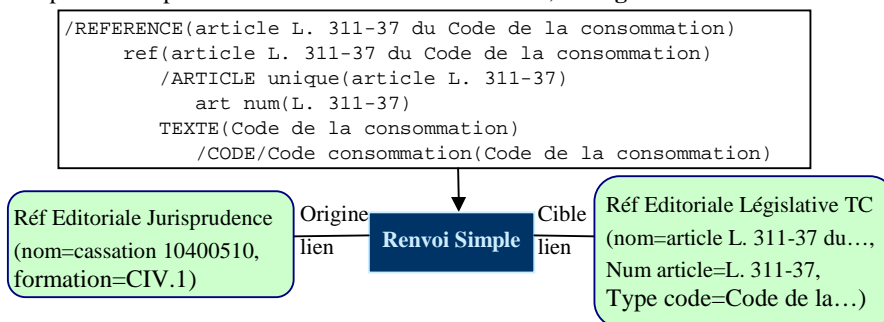 /REFERENCE(article L. 311-37 du Code de la consommation)
ref(article L. 311-37 du Code de la consommation)
/ARTICLE unique(article L. 311-37)
art num(L. 311-37)
TEXTE(Code de la consommation)
/CODE/Code consommation(Code de la consommation)
Réf Editoriale Jurisprudence
(nom=cassation 10400510,
formation=CIV.1)
Origine
lien
Renvoi Simple
Cible
lien
Réf Editoriale Législative TC
(nom=article L. 311-37 du…,
Num article=L. 311-37,
Type code=Code de la…)